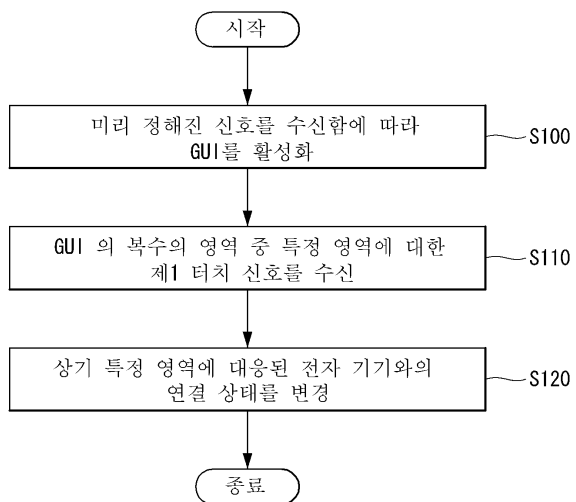 시작
미리 정해진 신호를 수신함에 따라
GUI를 활성화
S100
GUI 의 복수의 영역 중 특정 영역에 대한
제1 터치 신호를 수신
S110
상기 특정 영역에 대응된 전자 기기와의
연결 상태를 변경
S120
종료